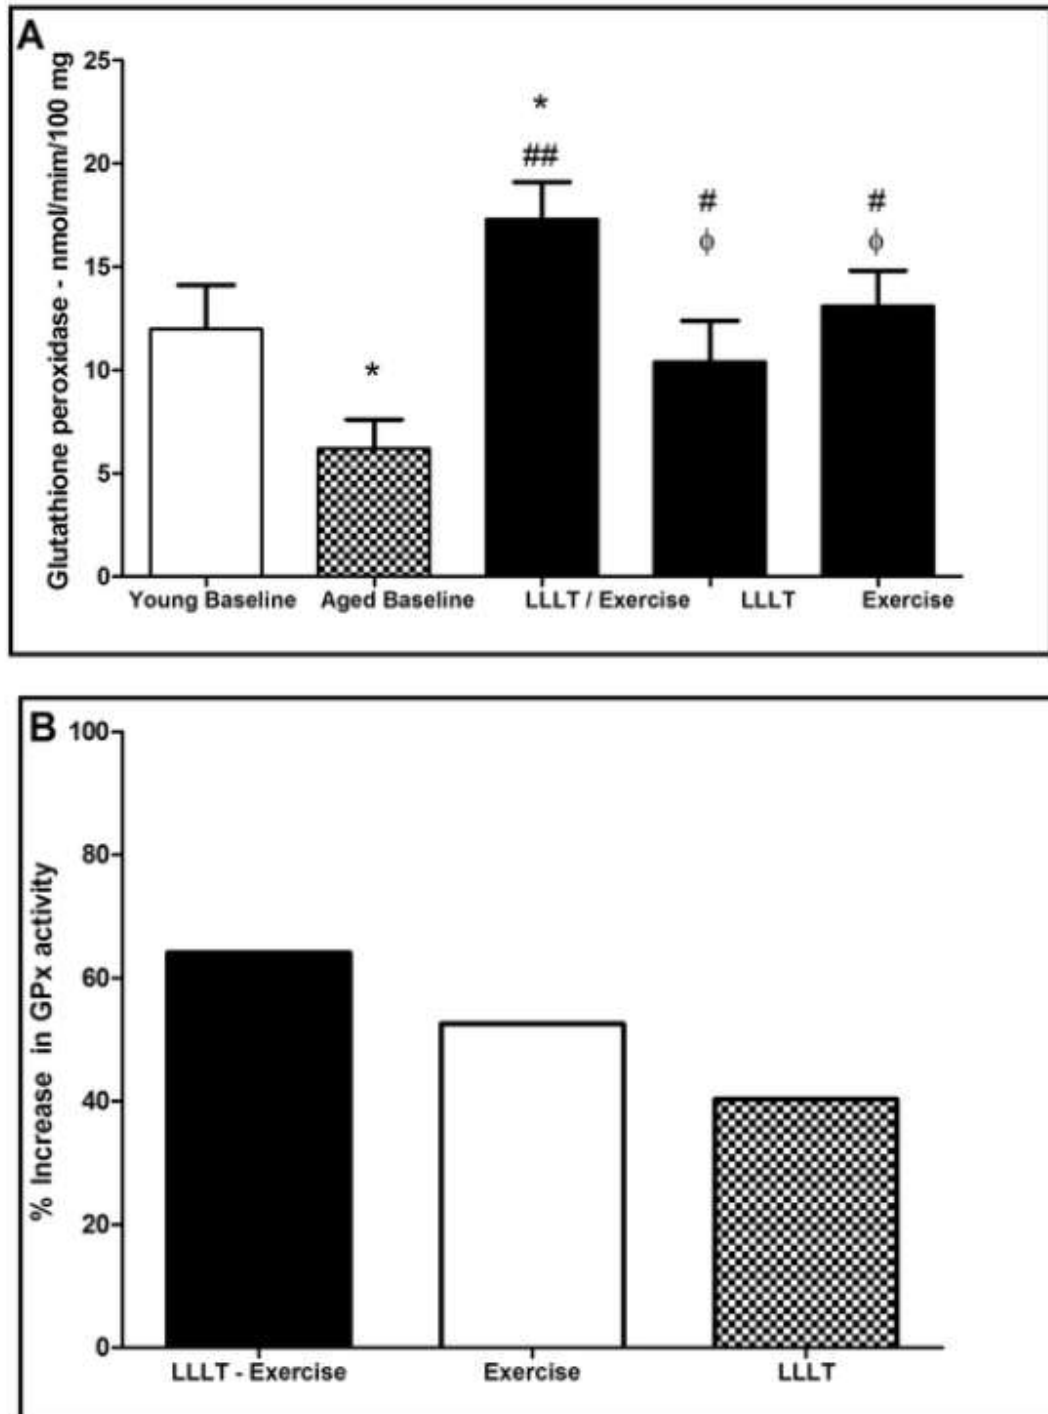 A
Glutathione peroxidase - nmol/mim/100 mg
25
20
15
10
5
0
*
*
##
#
ϕ
#
ϕ
Young Baseline Aged Baseline LLLT / Exercise LLLT Exercise
B
% Increase in GPx activity
100
80
60
40
20
0
LLLT - Exercise Exercise LLLT